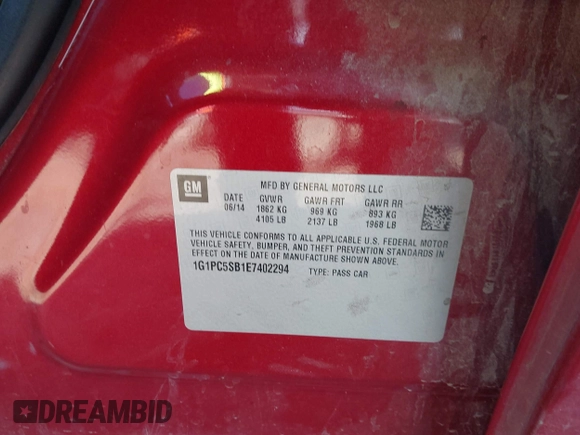 GM
MFD BY GENERAL MOTORS LLC
DATE GVWR GAWR FRT GAWR RR
06/14 1862 KG 969 KG 893 KG
4105 LB 2137 LB 1968 LB
THIS VEHICLE CONFORMS TO ALL APPLICABLE U.S. FEDERAL MOTOR
VEHICLE SAFETY, BUMPER, AND THEFT PREVENTION STANDARDS IN
EFFECT ON THE DATE OF MANUFACTURE SHOWN ABOVE.
1G1PC5SB1E7402294 TYPE: PASS CAR
DREAMBID